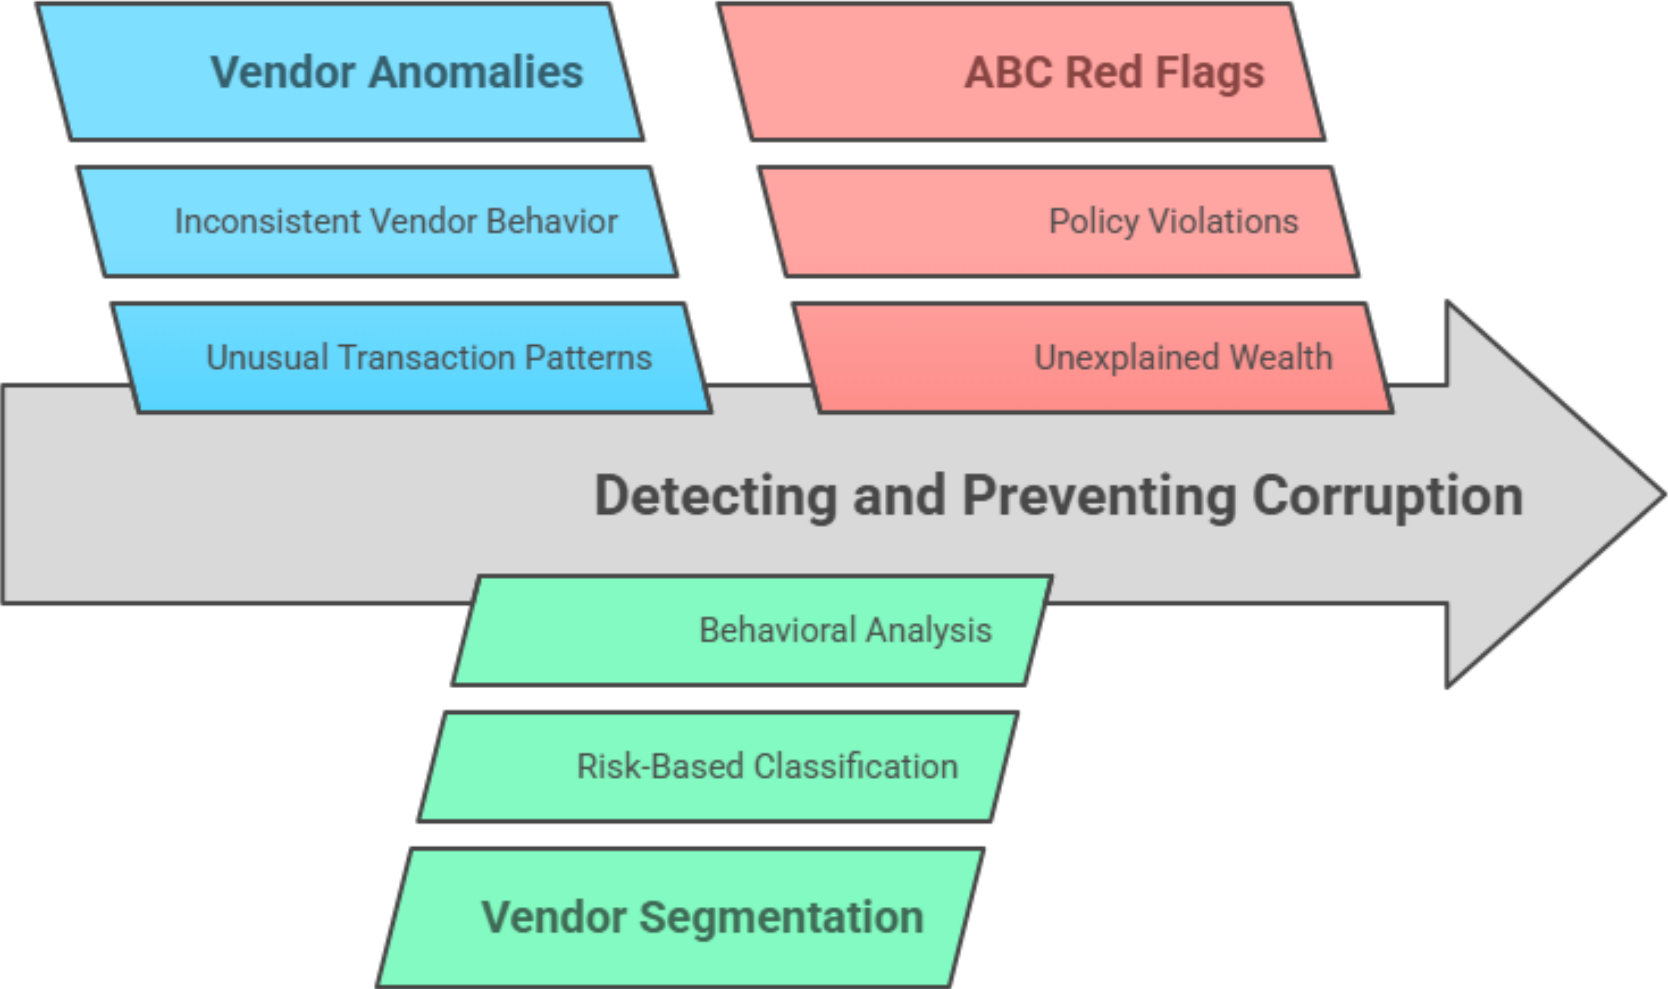 Vendor Anomalies
Inconsistent Vendor Behavior
Unusual Transaction Patterns
ABC Red Flags
Policy Violations
Unexplained Wealth
Detecting and Preventing Corruption
Behavioral Analysis
Risk-Based Classification
Vendor Segmentation